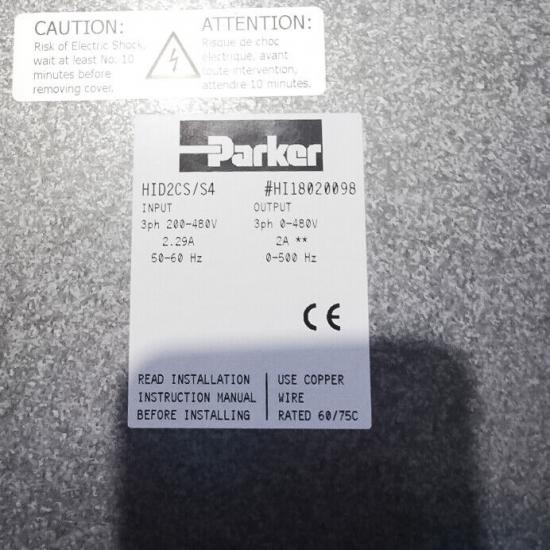 CAUTION:
Risk of Electric Shock,
wait at least No. 10
minutes before
removing cover.
ATTENTION:
Risque de choc
électrique, avant
toute intervention,
attendre 10 minutes.
Parker
HID2CS/S4 #HI18020098
INPUT OUTPUT
3ph 200-480V 3ph 0-480V
2.29A 2A **
50-60 Hz 0-500 Hz
CE
READ INSTALLATION USE COPPER
INSTRUCTION MANUAL WIRE
BEFORE INSTALLING RATED 60/75C